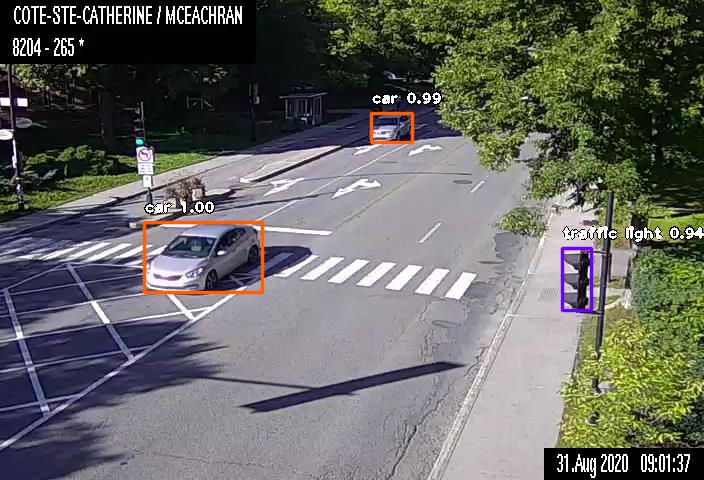 COTE-STE-CATHERINE / MCEACHRAN
8204 - 265 *
car 0.99
car 1.00
traffic light 0.94
31.Aug 2020 09:01:37